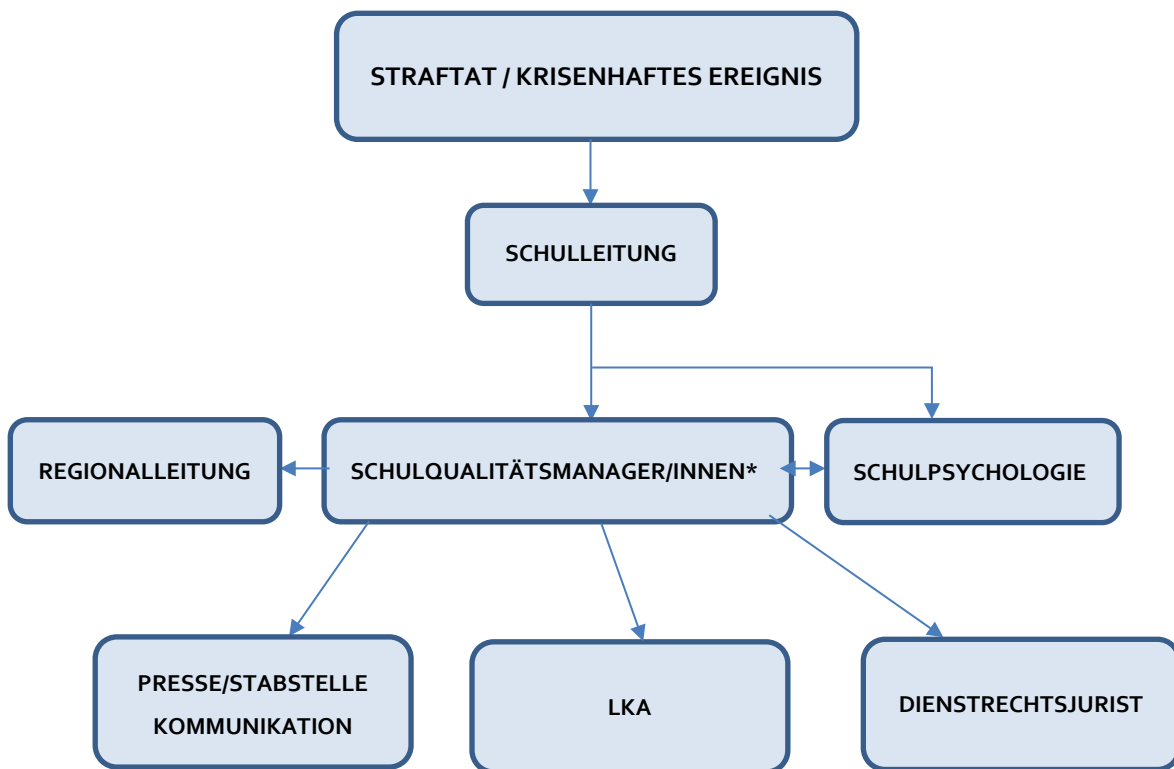 STRAFTAT / KRISENHAFTES EREIGNIS
SCHULLEITUNG
REGIONALLEITUNG
SCHULQUALITÄTSMANAGER/INNEN*
SCHULPSYCHOLOGIE
PRESSE/STABSTELLE
KOMMUNIKATION
LKA
DIENSTRECHTSJURIST